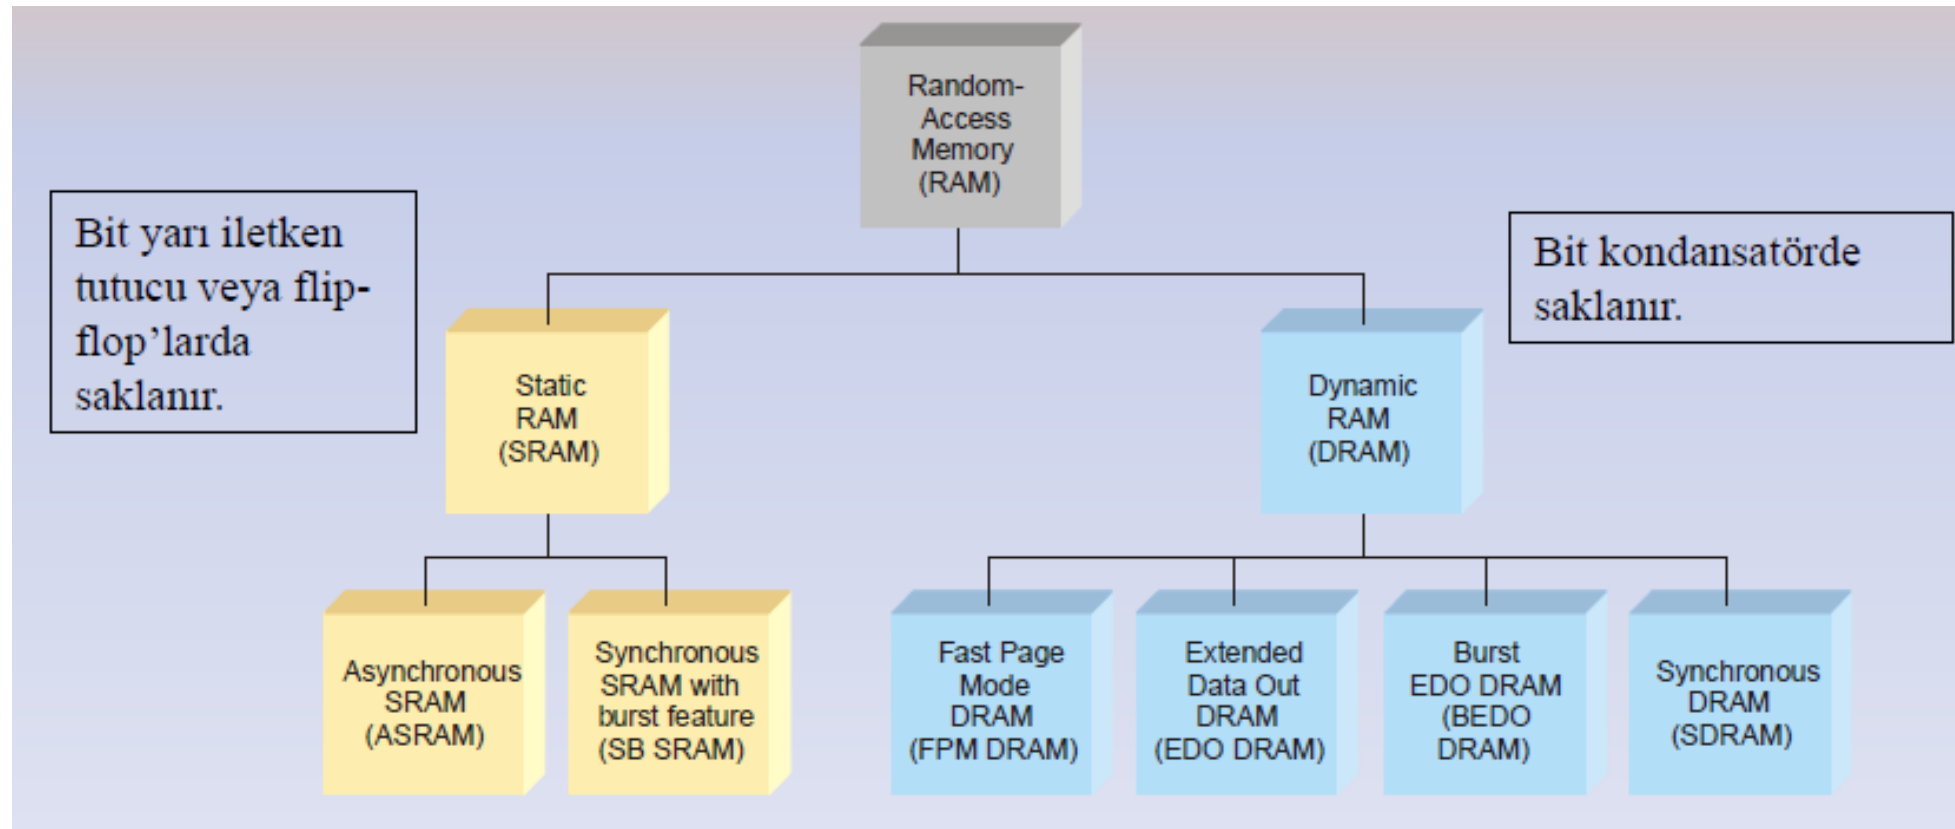 Random-
Access
Memory
(RAM)
Bit yarı iletken
tutucu veya flip-
flop’larda
saklanır.
Bit kondansatörde
saklanır.
Static
RAM
(SRAM)
Dynamic
RAM
(DRAM)
Asynchronous
SRAM
(ASRAM)
Synchronous
SRAM with
burst feature
(SB SRAM)
Fast Page
Mode
DRAM
(FPM DRAM)
Extended
Data Out
DRAM
(EDO DRAM)
Burst
EDO DRAM
(BEDO
DRAM)
Synchronous
DRAM
(SDRAM)